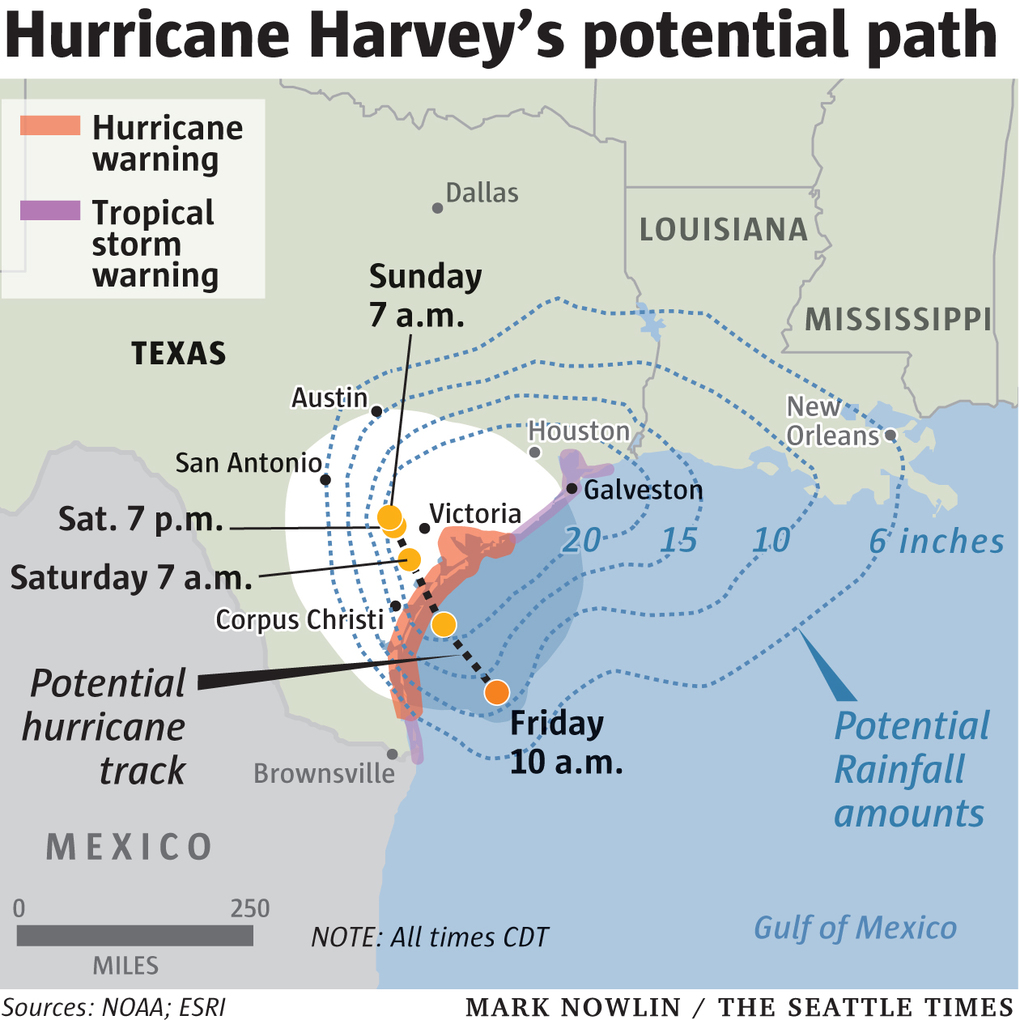 Hurricane Harvey’s potential path
Hurricane
warning
Tropical
storm
warning
Dallas
LOUISIANA
Sunday
7 a.m.
MISSISSIPPI
TEXAS
Austin
New
Orleans
Houston
San Antonio
Galveston
Sat. 7 p.m.
Victoria
20
15
10
6 inches
Saturday 7 a.m.
Corpus Christi
Potential
hurricane
track
Friday
10 a.m.
Potential
Rainfall
amounts
Brownsville
MEXICO
0
250
MILES
NOTE: All times CDT
Gulf of Mexico
Sources: NOAA; ESRI
MARK NOWLIN / THE SEATTLE TIMES